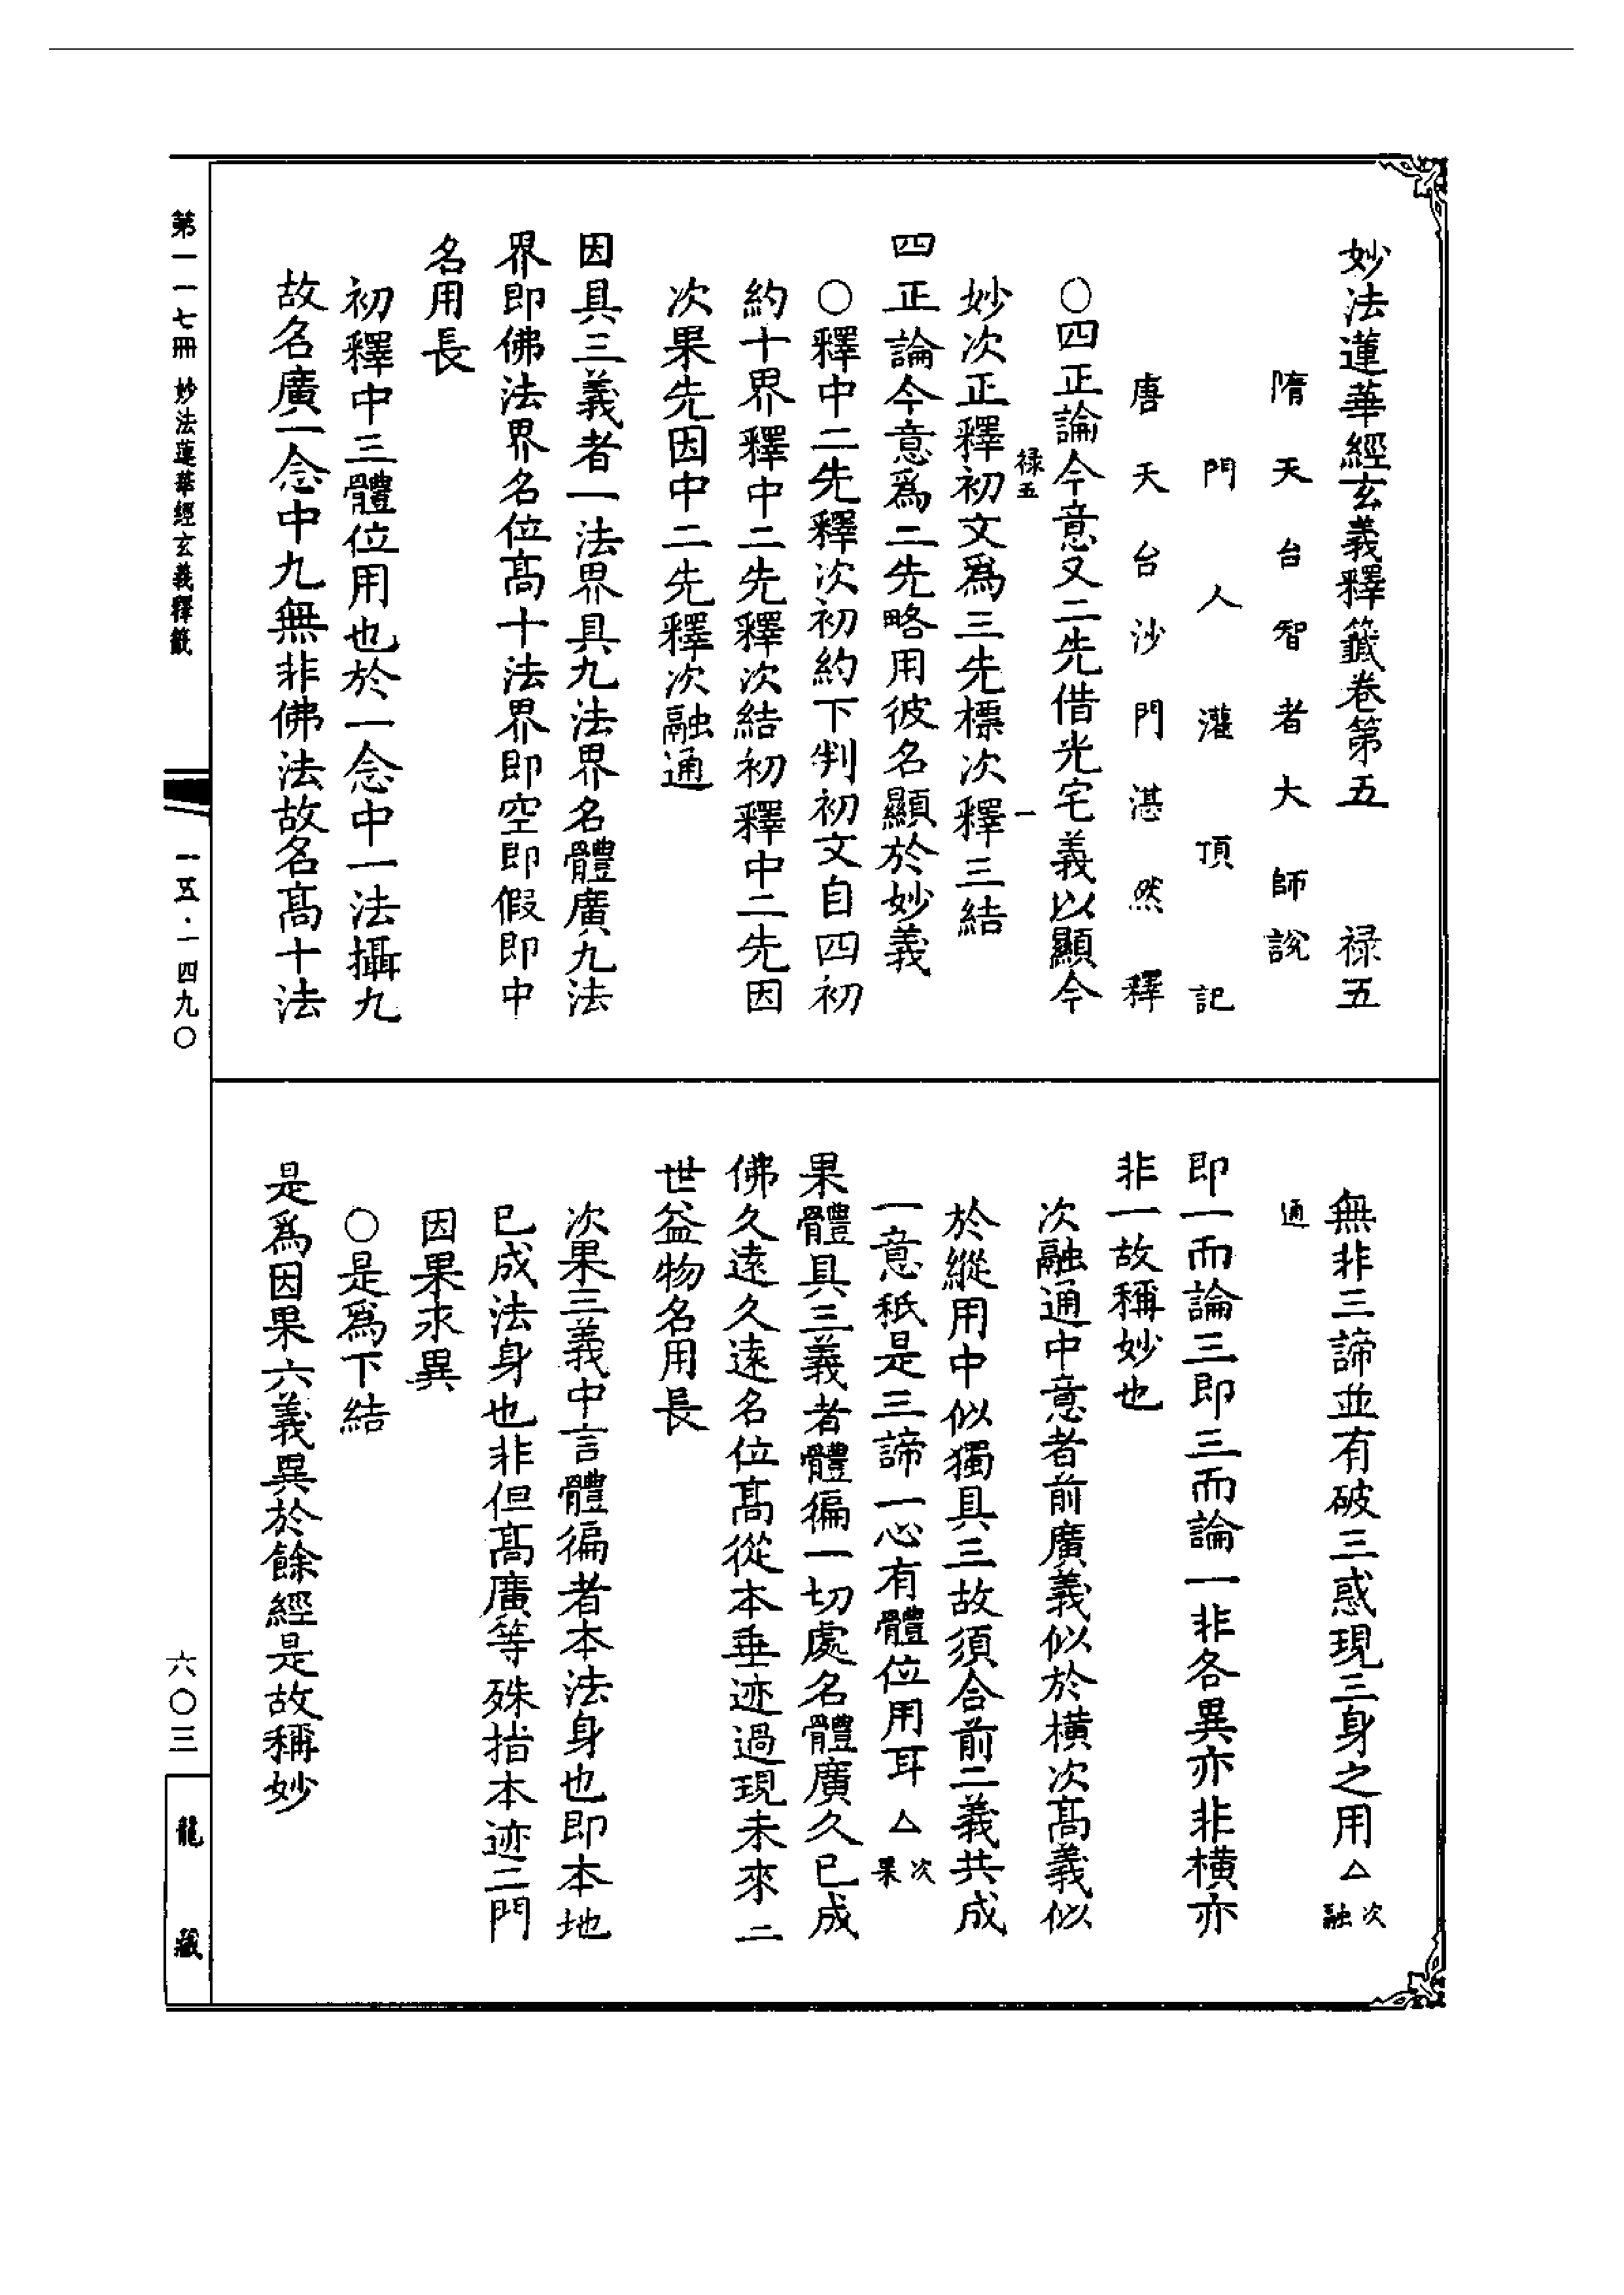 妙法蓮華經玄義釋籤卷第五　祿五
隋天台智者大師說
門人灌頂記
唐天台沙門湛然釋
○四正論今意又二先借光宅義以顯今
祿五　一
妙次正釋初文爲三先標次釋三結
四正論今意爲二先略用彼名顯於妙義
○釋中二先釋次初約下判初文自四初
約十界釋中二先釋次結初釋中二先因
次果先因中二先釋次融通
因具三義者一法界具九法界名體廣九法
界即佛法界名位高十法界即空即假即中
名用長
初釋中三體位用也於一念中一法攝九
故名廣一念中九無非佛法故名高十法
無非三諦並有破三惑現三身之用△次融
通
即一而論三即三而論一非各異亦非橫亦
非一故稱妙也
次融通中意者前廣義似於橫次高義似
於縱用中似獨具三故須合前二義共成
一意秖是三諦一心有體位用耳△次果
果體具三義者體徧一切處名體廣久已成
佛久遠久遠名位高從本垂迹過現未來二
世益物名用長
次果三義中言體徧者本法身也即本地
已成法身也非但高廣等殊指本迹二門
因果永異
○是爲下結
是爲因果六義異於餘經是故稱妙
第一一七冊　妙法蓮華經玄義釋籤
一五·一四九〇
六〇三
龍藏